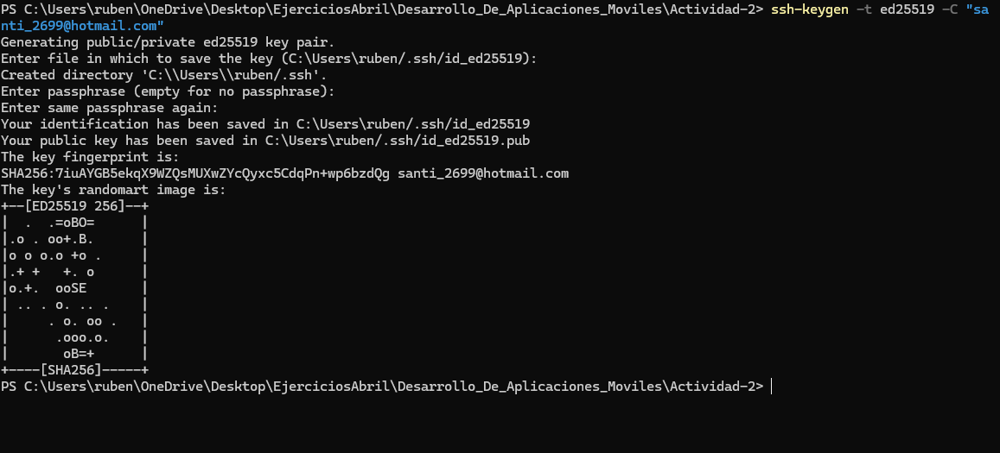 PS C:\Users\ruben\OneDrive\Desktop\EjerciciosAbril\Desarrollo_De_Aplicaciones_Moviles\Actividad-2> ssh-keygen -t ed25519 -C "sa
nti_2699@hotmail.com"
Generating public/private ed25519 key pair.
Enter file in which to save the key (C:\Users\ruben/.ssh/id_ed25519):
Created directory 'C:\\Users\\ruben/.ssh'.
Enter passphrase (empty for no passphrase):
Enter same passphrase again:
Your identification has been saved in C:\Users\ruben/.ssh/id_ed25519
Your public key has been saved in C:\Users\ruben/.ssh/id_ed25519.pub
The key fingerprint is:
SHA256:7iuAYGB5ekqX9WZQsMUXwZYcQyxc5CdqPn+wp6bzdQg santi_2699@hotmail.com
The key's randomart image is:
+--[ED25519 256]--+
|  .  .=oBO=      |
|.o . oo+.B.      |
|o o o.o +o .     |
|.+ +   +. o      |
|o.+.  ooSE       |
| .. . o. .. .    |
|     . o. oo .   |
|      .ooo.o.    |
|       oB=+      |
+----[SHA256]-----+
PS C:\Users\ruben\OneDrive\Desktop\EjerciciosAbril\Desarrollo_De_Aplicaciones_Moviles\Actividad-2>